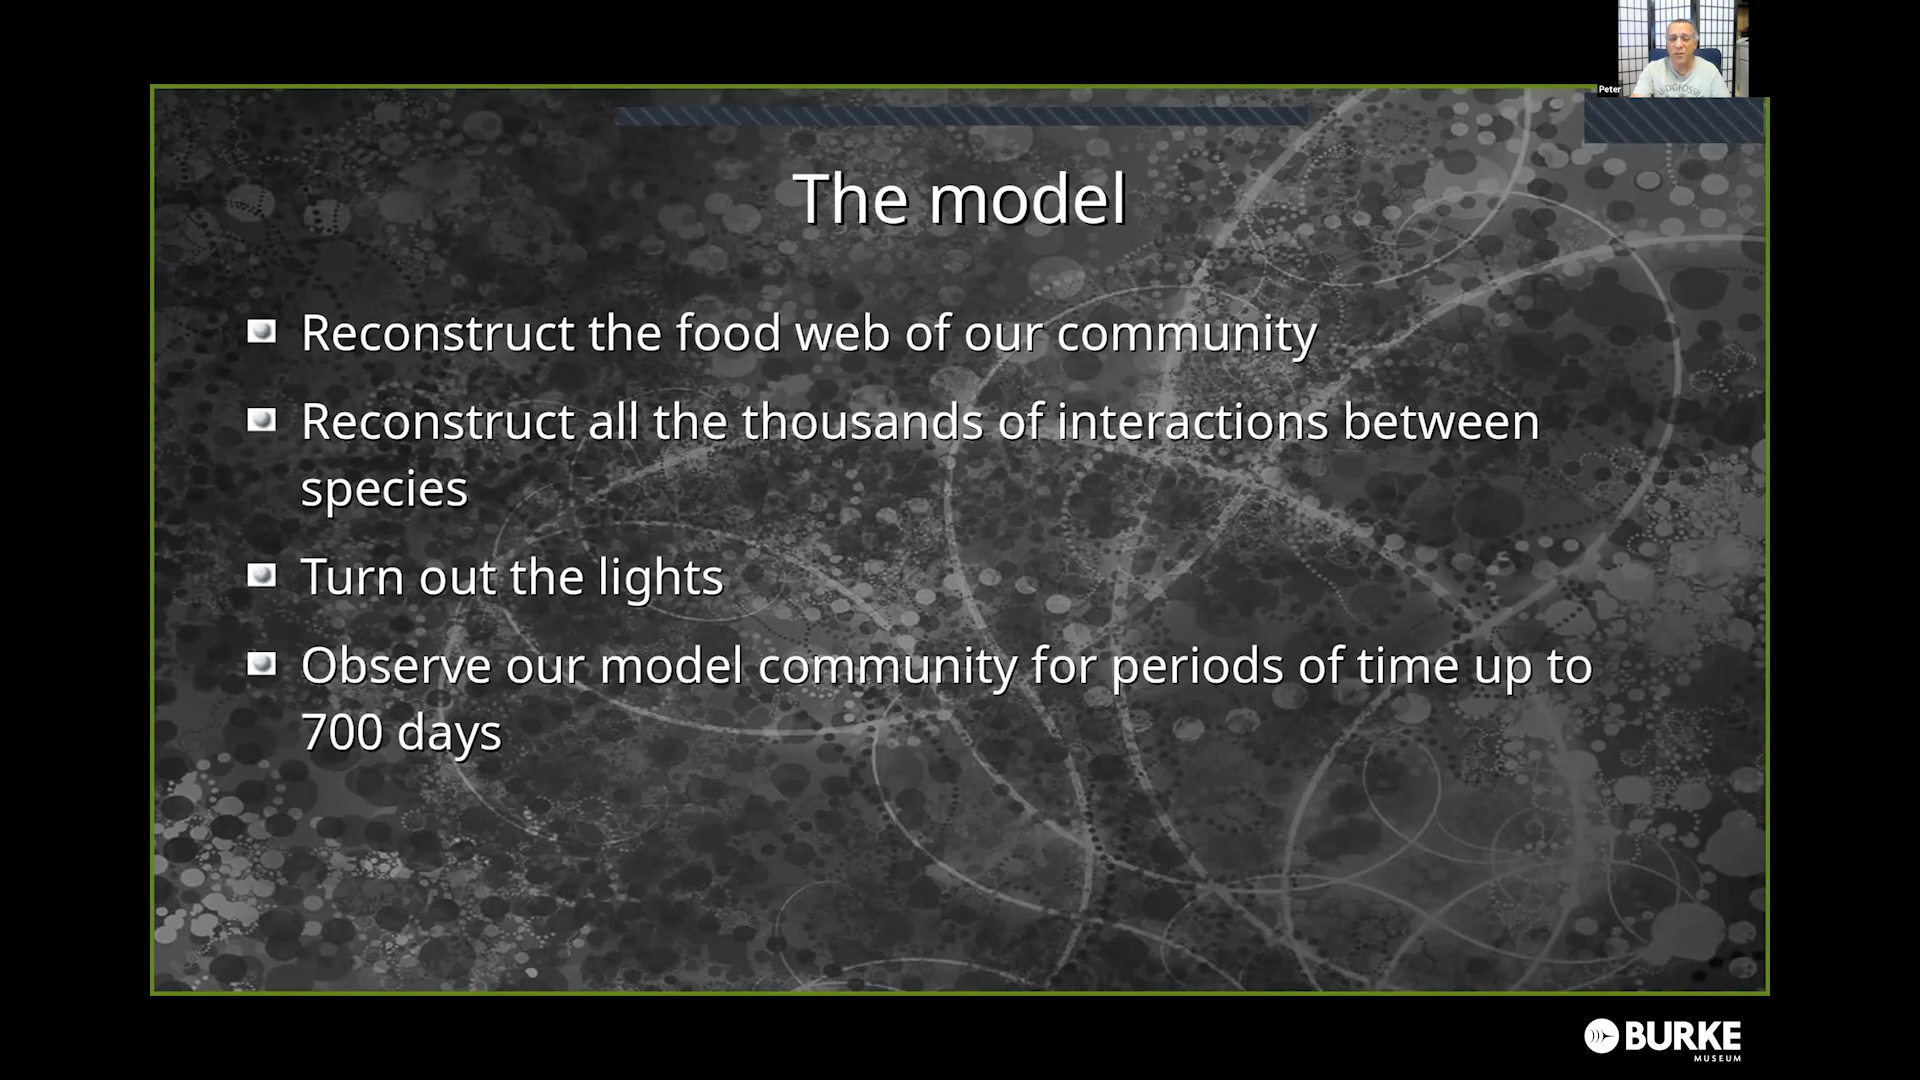 Peter
The model
Reconstruct the food web of our community
Reconstruct all the thousands of interactions between
species
Turn out the lights
Observe our model community for periods of time up to
700 days
BURKE
MUSEUM